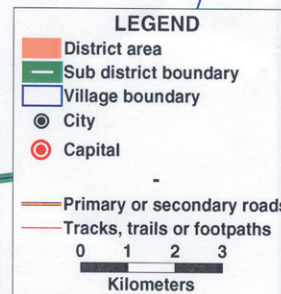 LEGEND
District area
Sub district boundary
Village boundary
City
Capital
-
Primary or secondary roads
Tracks, trails or footpaths
0 1 2 3
Kilometers